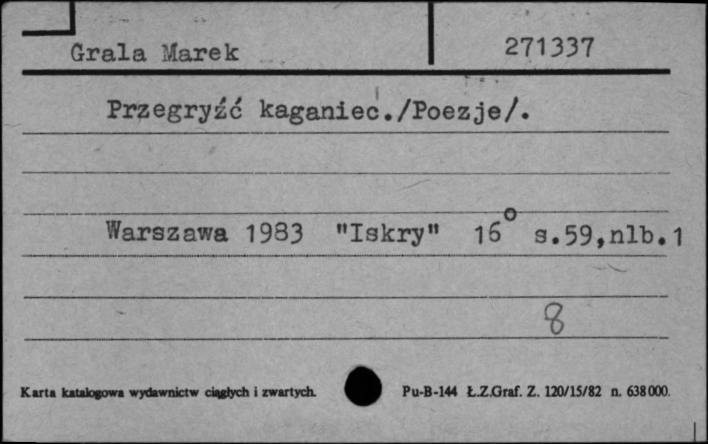 Grala Marek 271337
Przegryźć kaganiec./Poezje/.
Warszawa 1983 "Iskry" 16° s.59,nlb.1
8
Karta katalogowa wydawnictw ciągłych i zwartych. Pu-B-144 Ł.Z.Graf. Z. 120/15/82 n. 638000.